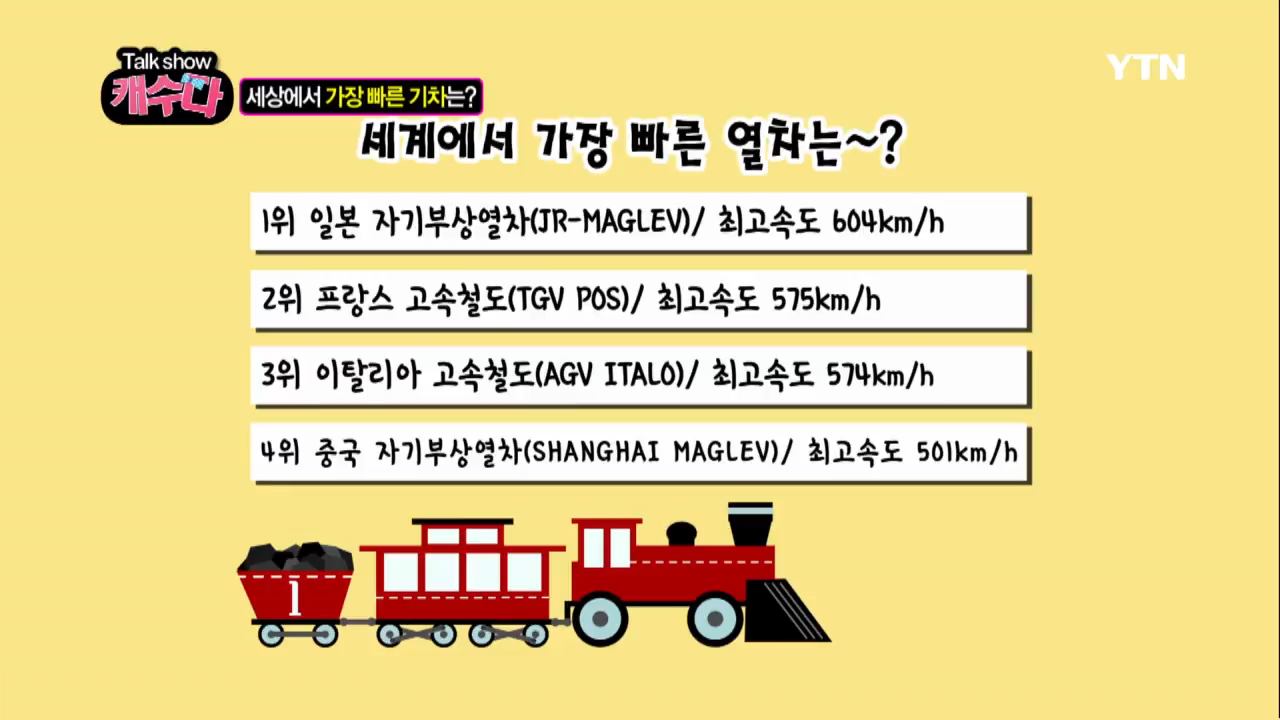 Talk show
캐수다
세상에서 가장 빠른 기차는?
YTN
세계에서 가장 빠른 열차는~?
1위 일본 자기부상열차(JR-MAGLEV)/ 최고속도 604km/h
2위 프랑스 고속철도(TGV POS)/ 최고속도 575km/h
3위 이탈리아 고속철도(AGV ITALO)/ 최고속도 574km/h
4위 중국 자기부상열차(SHANGHAI MAGLEV)/ 최고속도 501km/h
1